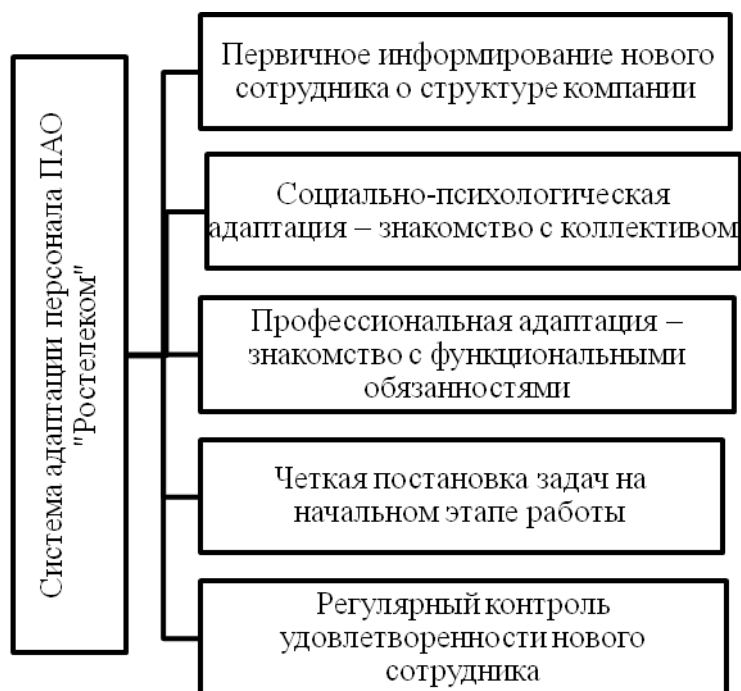 Система адаптации персонала ПАО
"Ростелеком"
Первичное информирование нового
сотрудника о структуре компании
Социально-психологическая
адаптация – знакомство с коллективом
Профессиональная адаптация –
знакомство с функциональными
обязанностями
Четкая постановка задач на
начальном этапе работы
Регулярный контроль
удовлетворенности нового
сотрудника